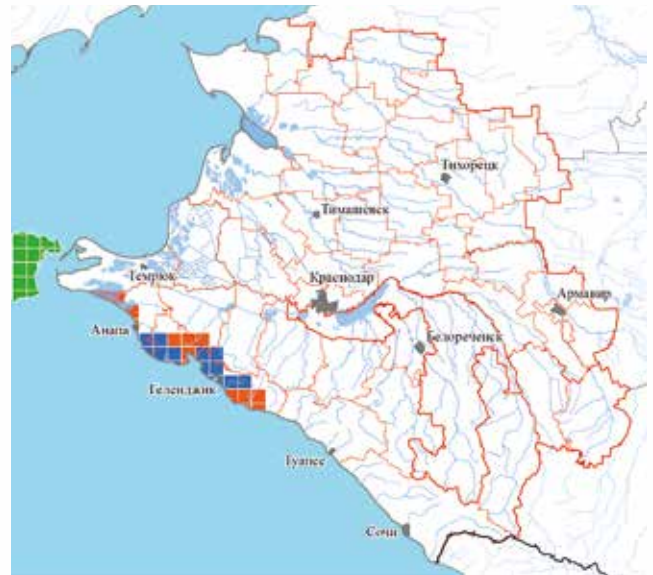 Тихорецк
Тимашевск
Темрюк
Краснодар
Армавир
Анапа
Белореченск
Геленджик
Туапсе
Сочи